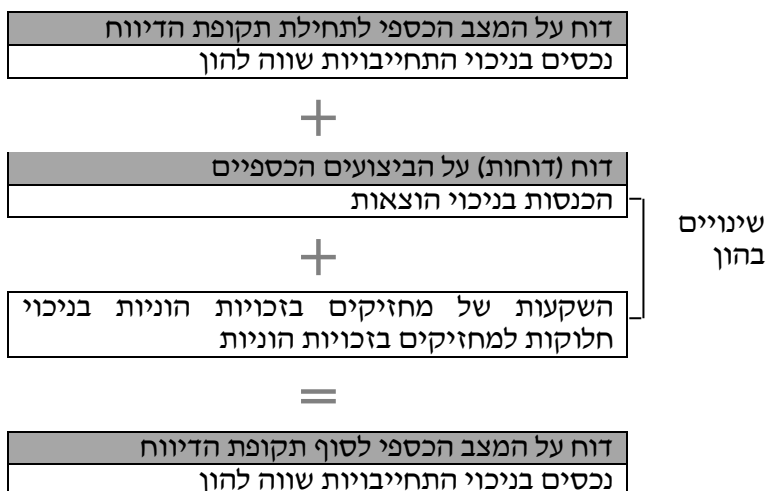 דוח על המצב הכספי לתחילת תקופת הדיווח
נכסים בניכוי התחייבויות שווה להון
+
דוח (דוחות) על הביצועים הכספיים
הכנסות בניכוי הוצאות
שינויים
בהון
+
השקעות של מחזיקים בזכויות הוניות בניכוי
חלוקות למחזיקים בזכויות הוניות
=
דוח על המצב הכספי לסוף תקופת הדיווח
נכסים בניכוי התחייבויות שווה להון